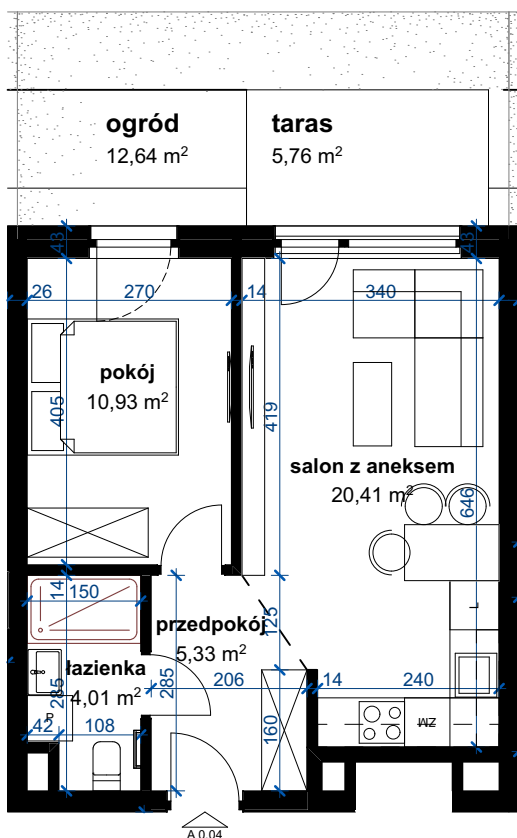 ogród
12,64 m²
taras
5,76 m²
43
43
26
270
14
340
pokój
10,93 m²
405
419
salon z aneksem
20,41 m²
646
14
150
przedpokój
5,33 m²
125
łazienka
4,01 m²
285
285
206
14
240
L
P
42
108
160
ZM
A 0.04